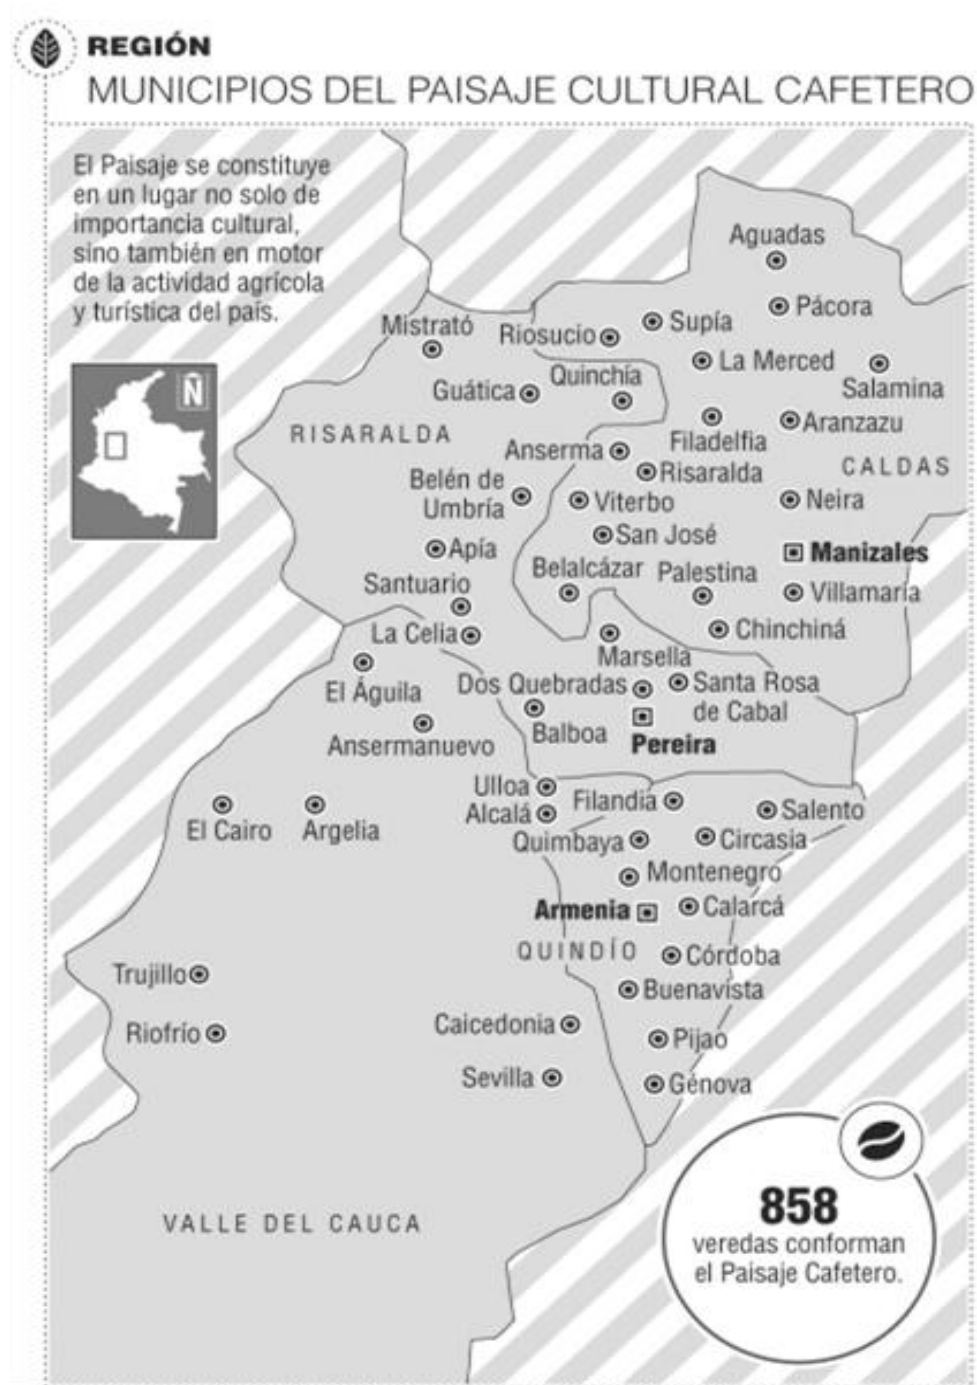 REGIÓN
MUNICIPIOS DEL PAISAJE CULTURAL CAFETERO
El Paisaje se constituye
en un lugar no solo de
importancia cultural,
sino también en motor
de la actividad agrícola
y turística del país.
N
Aguadas
Pácora
Mistrató
Riosucio
Supía
La Merced
Salamina
Guática
Quinchía
RISARALDA
Filadelfia
Aranzazu
Anserma
Risaralda
CALDAS
Belén de
Umbría
Viterbo
Neira
San José
Apía
Manizales
Belalcázar
Palestina
Santuario
Villamaría
La Celia
Chinchiná
Marsella
El Águila
Dos Quebradas
Santa Rosa
de Cabal
Ansermanuevo
Balboa
Pereira
Ulloa
Alcalá
Filandia
Salento
El Cairo
Argelia
Quimbaya
Circasia
Montenegro
Armenia
Calarcá
QUINDÍO
Córdoba
Trujillo
Buenavista
Riofrío
Caicedonia
Pijao
Sevilla
Génova
VALLE DEL CAUCA
858
veredas conforman
el Paisaje Cafetero.